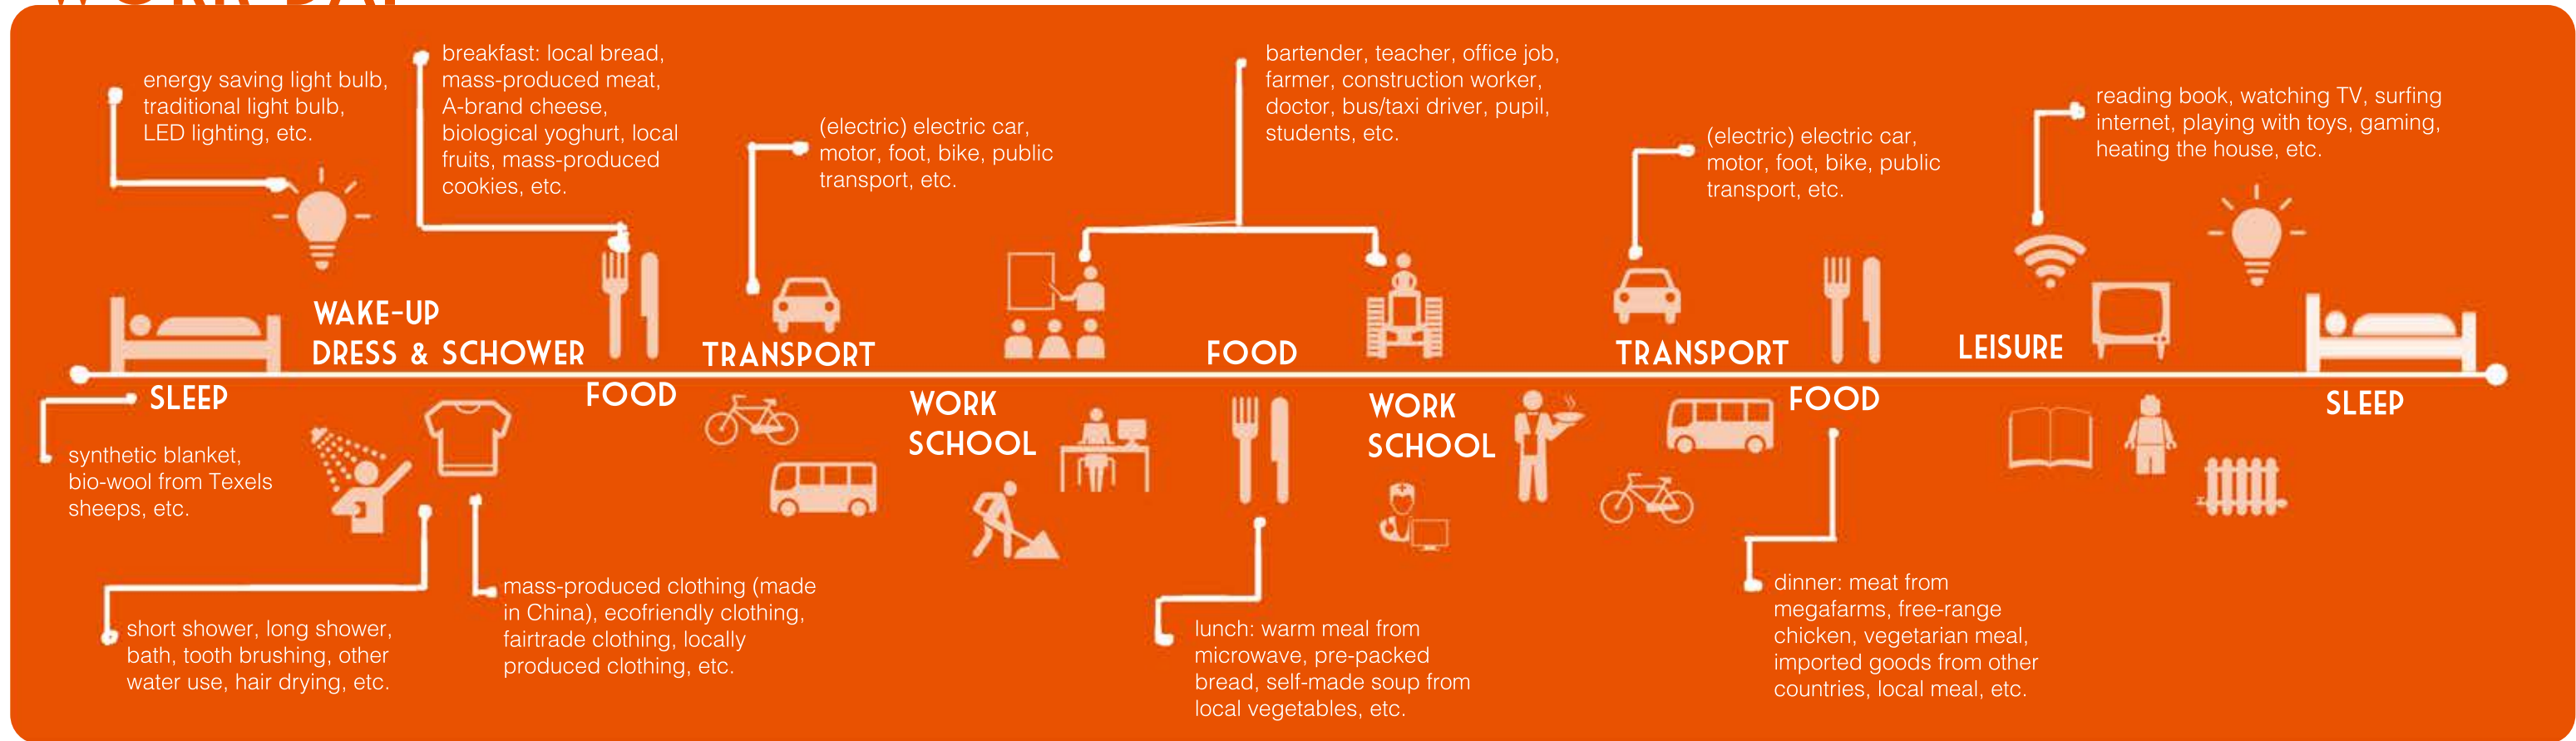 WORK DAY
energy saving light bulb,
traditional light bulb,
LED lighting, etc.
breakfast: local bread,
mass-produced meat,
A-brand cheese,
biological yoghurt, local
fruits, mass-produced
cookies, etc.
(electric) electric car,
motor, foot, bike, public
transport, etc.
bartender, teacher, office job,
farmer, construction worker,
doctor, bus/taxi driver, pupil,
students, etc.
(electric) electric car,
motor, foot, bike, public
transport, etc.
reading book, watching TV, surfing
internet, playing with toys, gaming,
heating the house, etc.
SLEEP
WAKE-UP
DRESS & SCHOWER
FOOD
TRANSPORT
WORK
SCHOOL
FOOD
WORK
SCHOOL
TRANSPORT
FOOD
LEISURE
SLEEP
synthetic blanket,
bio-wool from Texels
sheeps, etc.
short shower, long shower,
bath, tooth brushing, other
water use, hair drying, etc.
mass-produced clothing (made
in China), ecofriendly clothing,
fairtrade clothing, locally
produced clothing, etc.
lunch: warm meal from
microwave, pre-packed
bread, self-made soup from
local vegetables, etc.
dinner: meat from
megafarms, free-range
chicken, vegetarian meal,
imported goods from other
countries, local meal, etc.